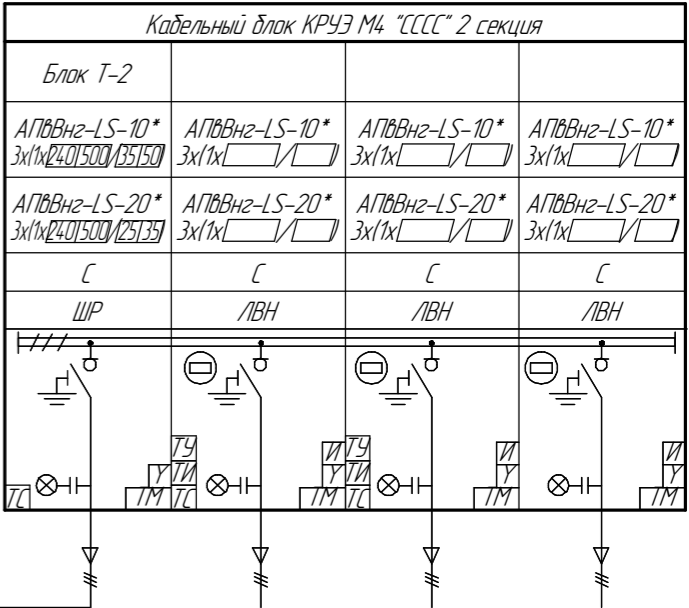 Кабельный блок КРУЭ М4 "СССС" 2 секция
Блок Т-2
АПвВнг-LS-10* АПвВнг-LS-10* АПвВнг-LS-10* АПвВнг-LS-10*
3х(1х240|500/35|50) 3х(1х / ) 3х(1х / ) 3х(1х / )
АПвВнг-LS-20* АПвВнг-LS-20* АПвВнг-LS-20* АПвВнг-LS-20*
3х(1х240|500/25|35) 3х(1х / ) 3х(1х / ) 3х(1х / )
С С С С
ШР ЛВН ЛВН ЛВН
ТУ И ТУ И И
У ТИ У ТИ У У
ТС ТМ ТС ТМ ТС ТМ ТМ